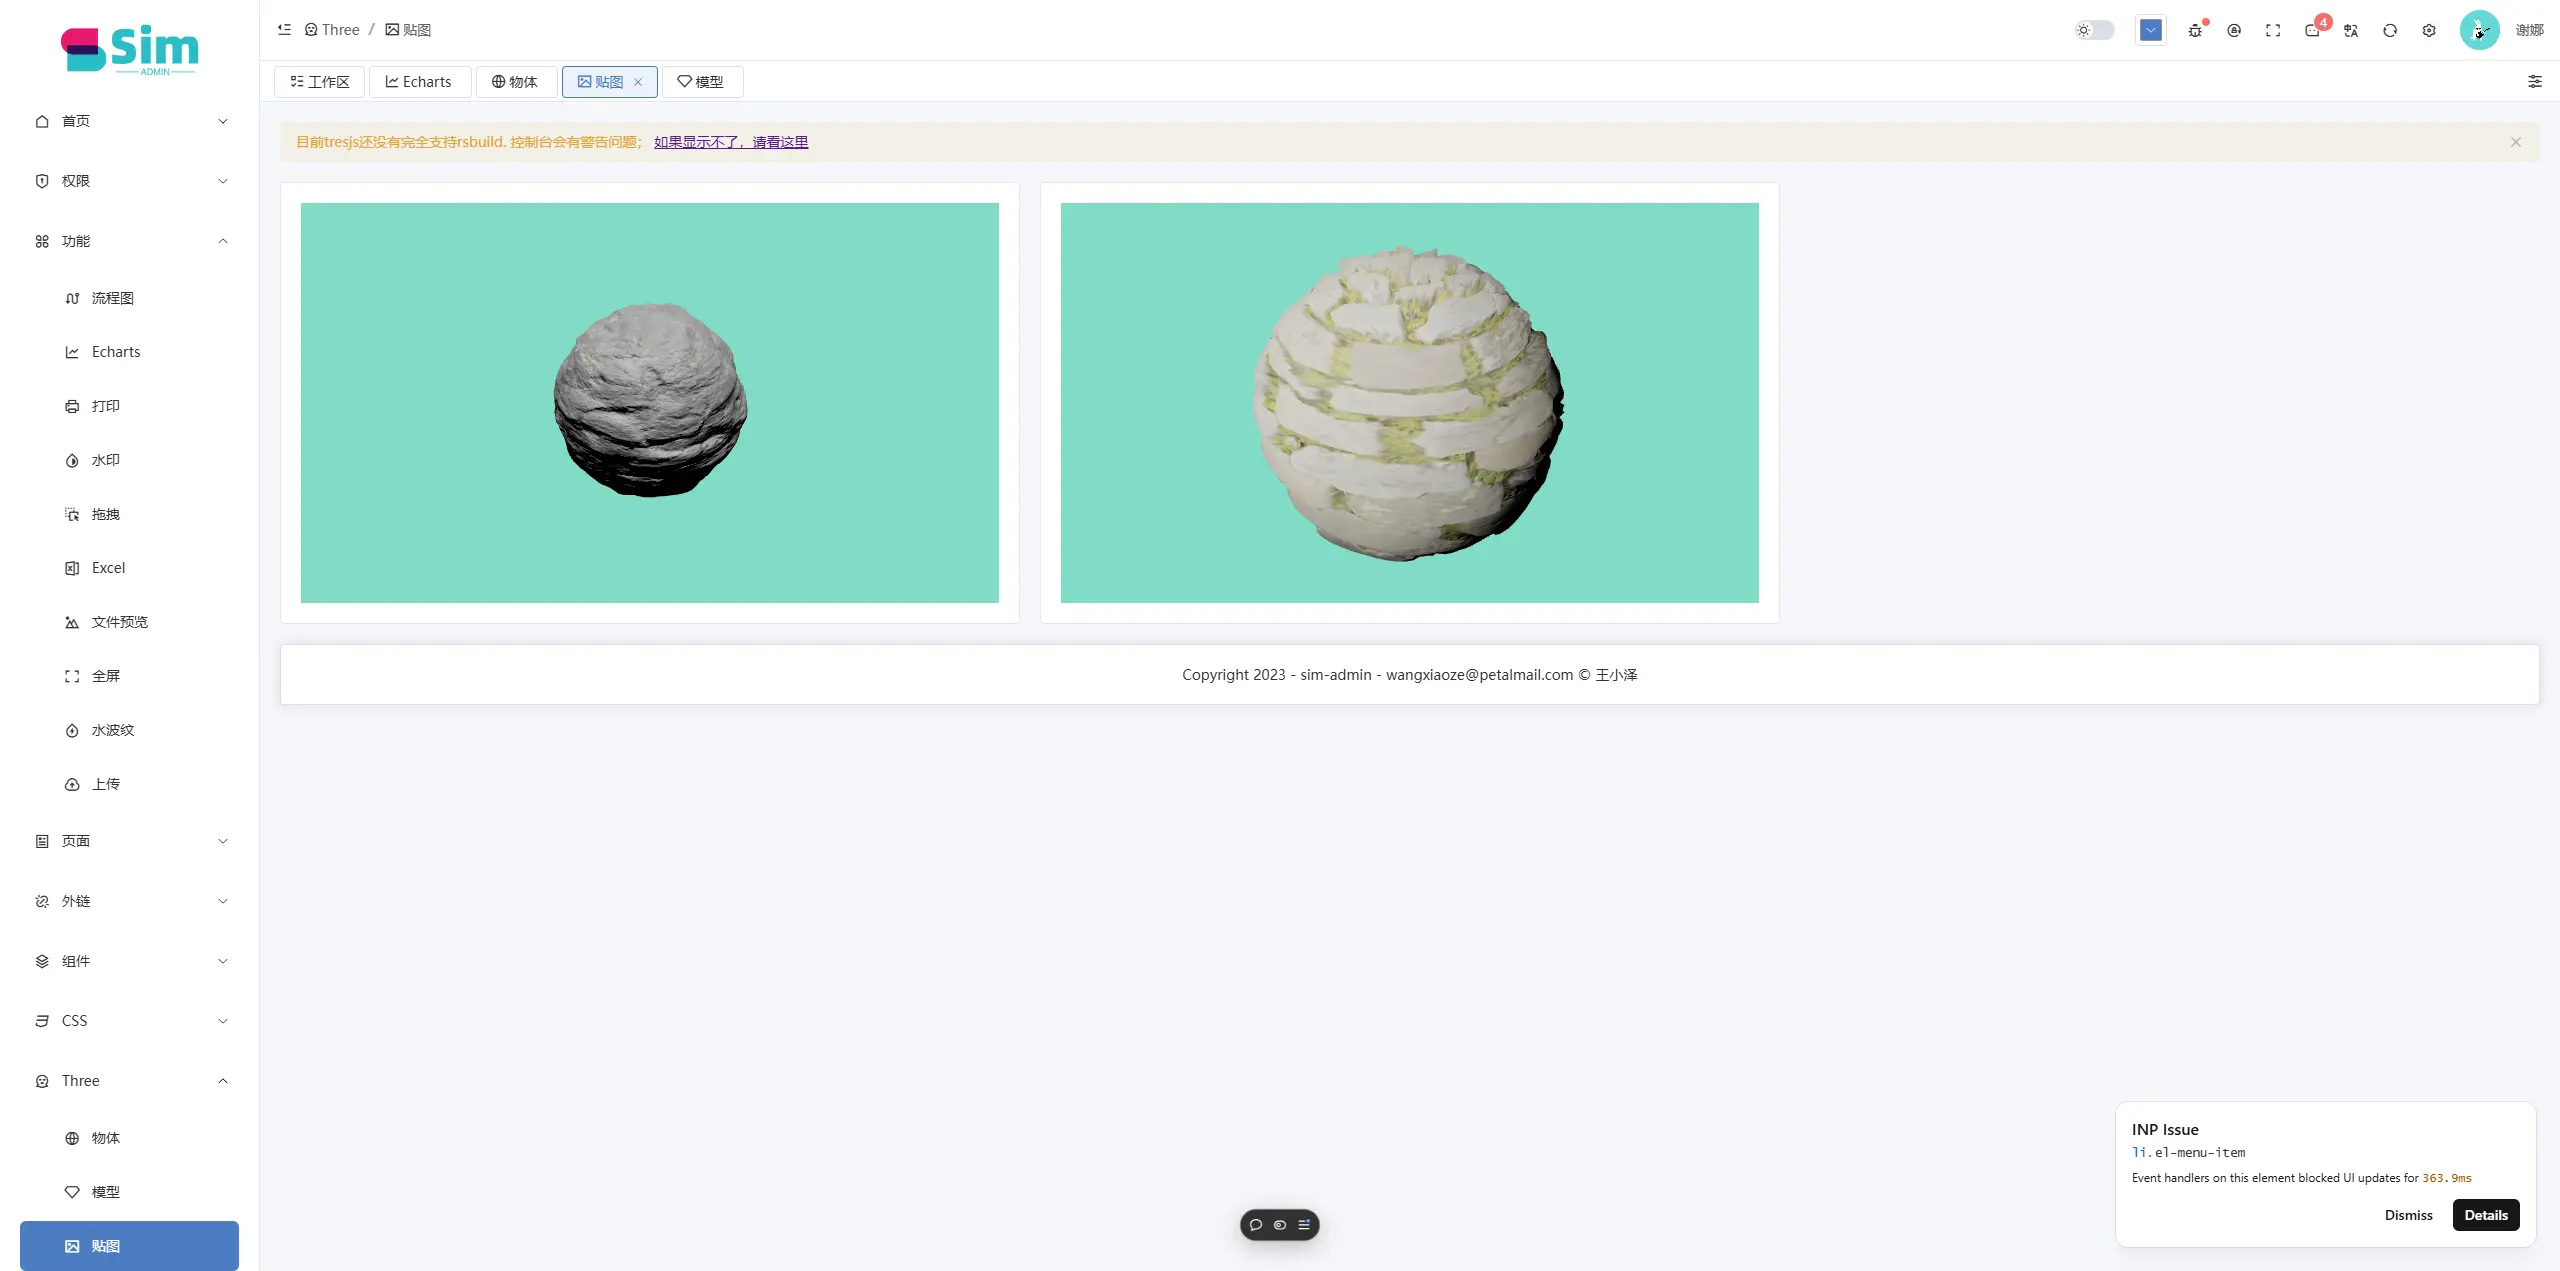 Sim
ADMIN
首页
权限
功能
流程图
Echarts
打印
水印
拖拽
Excel
文件预览
全屏
水波纹
上传
页面
外链
组件
CSS
Three
物体
模型
贴图
Three / 贴图
4
谢娜
工作区
Echarts
物体
贴图
模型
目前tresjs还没有完全支持rsbuild. 控制台会有警告问题； 如果显示不了，请看这里
Copyright 2023 - sim-admin - wangxiaoze@petalmail.com © 王小泽
INP Issue
li.el-menu-item
Event handlers on this element blocked UI updates for 363.9ms
Dismiss
Details